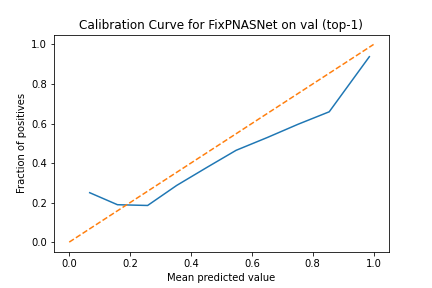 Calibration Curve for FixPNASNet on val (top-1)
1.0
0.8
0.6
0.4
0.2
0.0
Fraction of positives
0.0 0.2 0.4 0.6 0.8 1.0
Mean predicted value